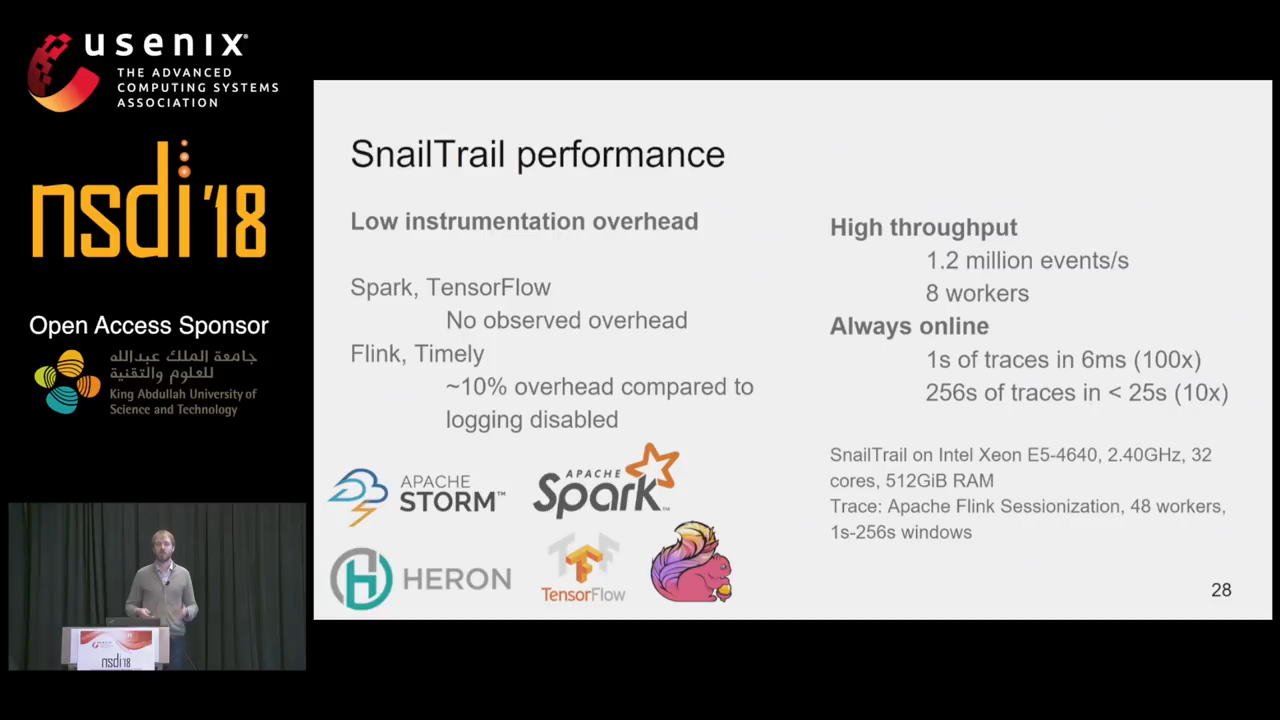 usenix
THE ADVANCED
COMPUTING SYSTEMS
ASSOCIATION
nsdi '18
Open Access Sponsor
جامعة الملك عبدالله
للعلوم والتقنية
King Abdullah University of
Science and Technology
SnailTrail performance
Low instrumentation overhead
Spark, TensorFlow
No observed overhead
Flink, Timely
~10% overhead compared to
logging disabled
APACHE
STORM™
APACHE
Spark™
HERON
TensorFlow
High throughput
1.2 million events/s
8 workers
Always online
1s of traces in 6ms (100x)
256s of traces in < 25s (10x)
SnailTrail on Intel Xeon E5-4640, 2.40GHz, 32
cores, 512GiB RAM
Trace: Apache Flink Sessionization, 48 workers,
1s-256s windows
28
nsdi'18